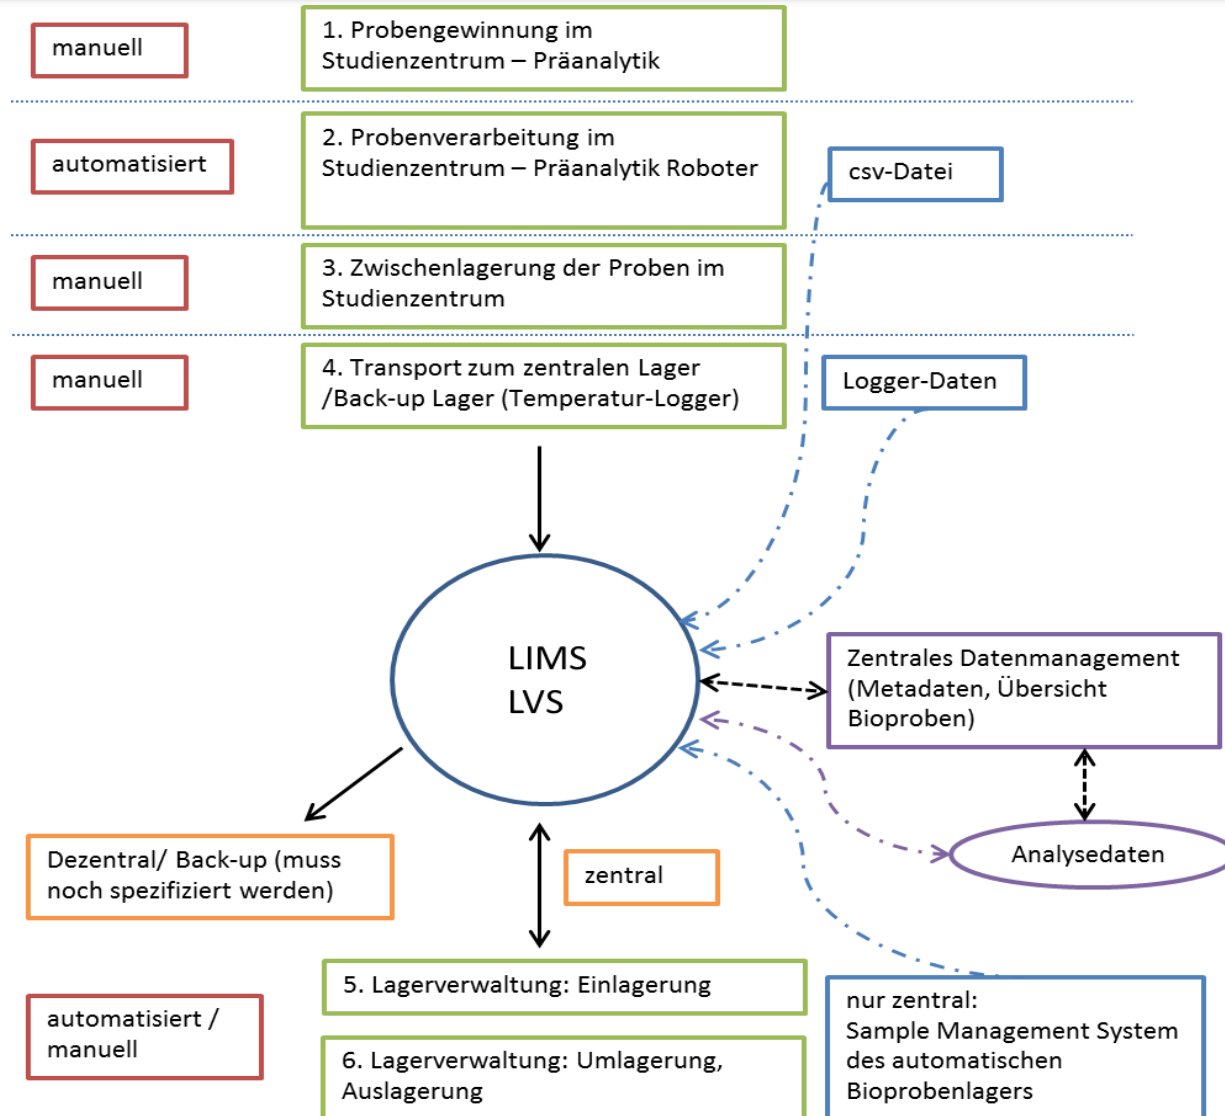 manuell
1. Probengewinnung im
Studienzentrum – Präanalytik
automatisiert
2. Probenverarbeitung im
Studienzentrum – Präanalytik Roboter
csv-Datei
manuell
3. Zwischenlagerung der Proben im
Studienzentrum
manuell
4. Transport zum zentralen Lager
/Back-up Lager (Temperatur-Logger)
Logger-Daten
LIMS
LVS
Zentrales Datenmanagement
(Metadaten, Übersicht
Bioproben)
Analysedaten
Dezentral/ Back-up (muss
noch spezifiziert werden)
zentral
automatisiert /
manuell
5. Lagerverwaltung: Einlagerung
6. Lagerverwaltung: Umlagerung,
Auslagerung
nur zentral:
Sample Management System
des automatischen
Bioprobenlagers